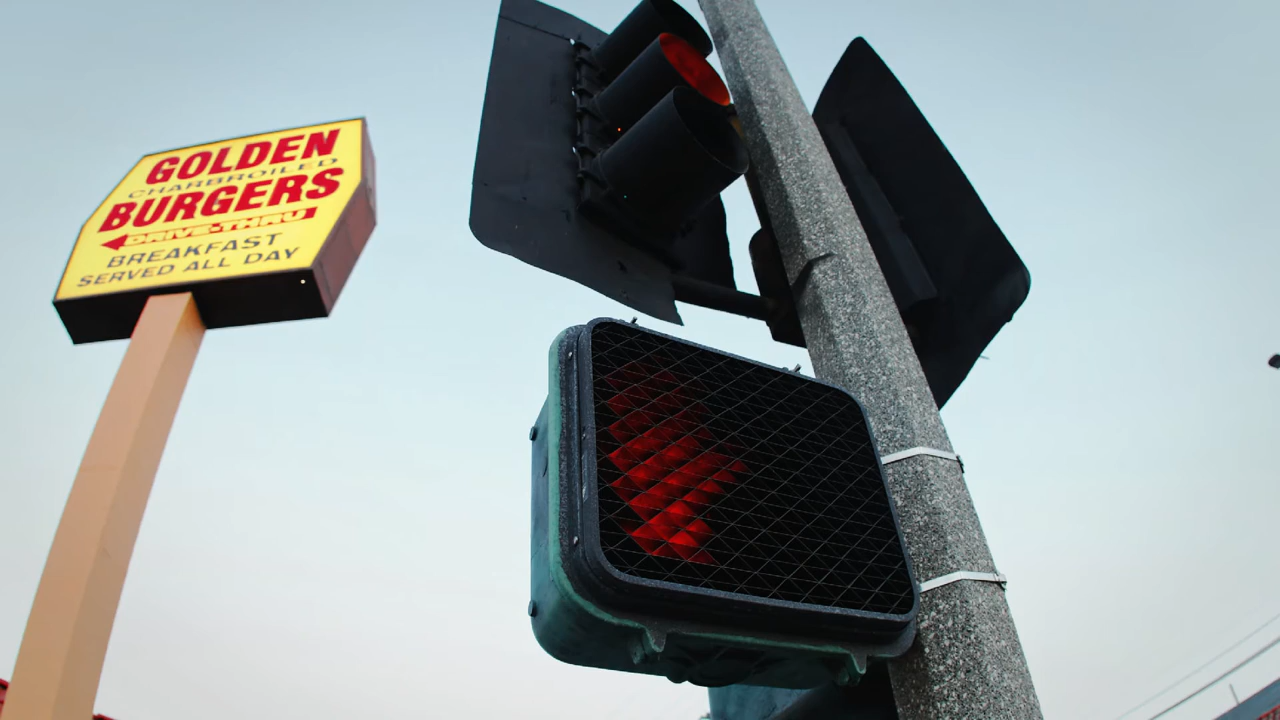 GOLDEN
CHARBROILED
BURGERS
DRIVE-THRU
BREAKFAST
SERVED ALL DAY